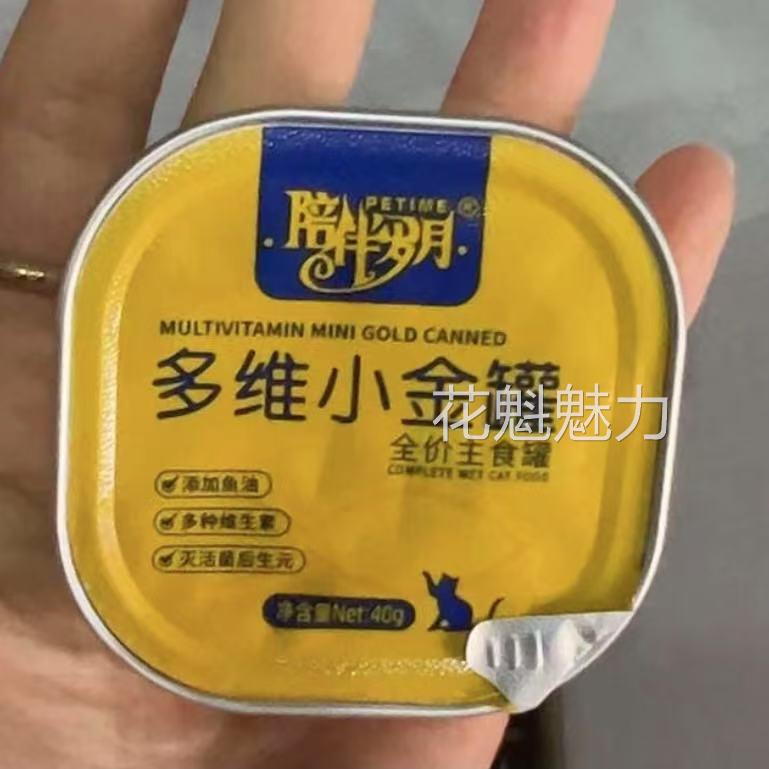 PETIME ®
陪伴岁月
MULTIVITAMIN MINI GOLD CANNED
多维小金罐
花魁魅力
全价主食罐
COMPLETE WET CAT FOOD
添加鱼油
多种维生素
灭活菌后生元
净含量Net:40g